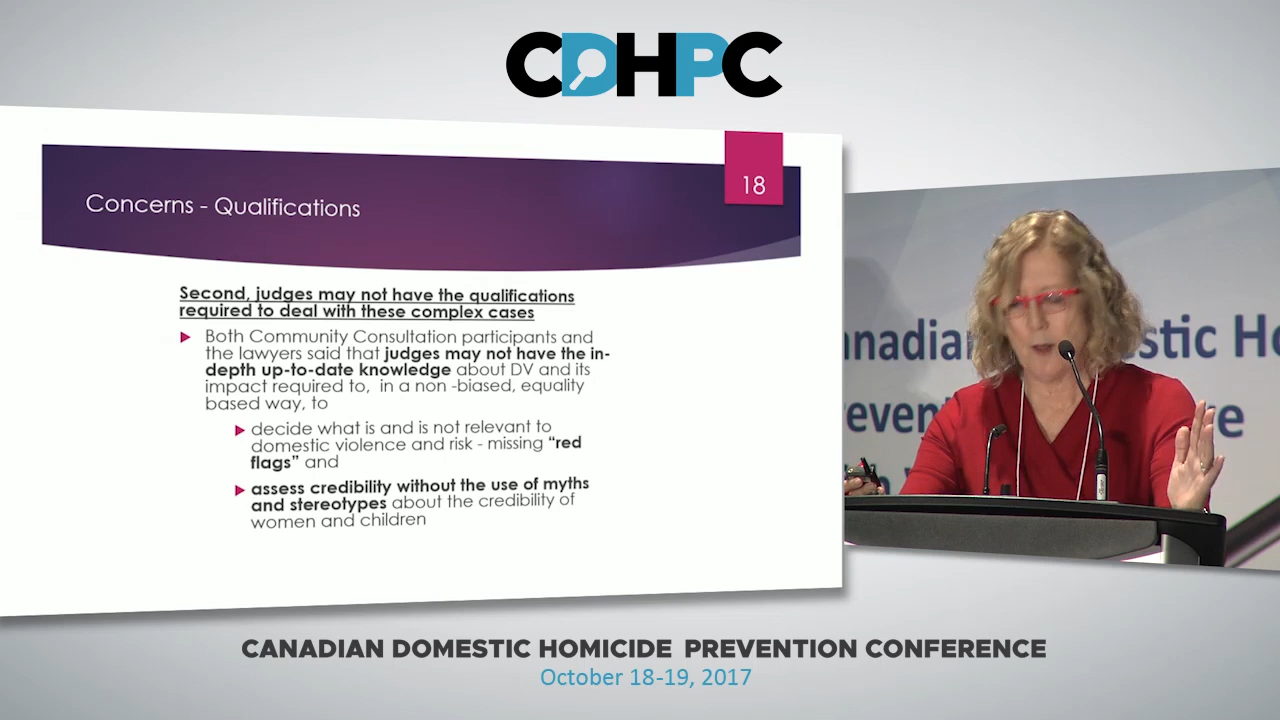 CDHPC
18
Concerns - Qualifications
Second, judges may not have the qualifications
required to deal with these complex cases
Both Community Consultation participants and
the lawyers said that judges may not have the in-
depth up-to-date knowledge about DV and its
impact required to, in a non -biased, equality
based way, to
decide what is and is not relevant to
domestic violence and risk - missing "red
flags" and
assess credibility without the use of myths
and stereotypes about the credibility of
women and children
anadian
estic Ho
reven
e
CANADIAN DOMESTIC HOMICIDE PREVENTION CONFERENCE
October 18-19, 2017